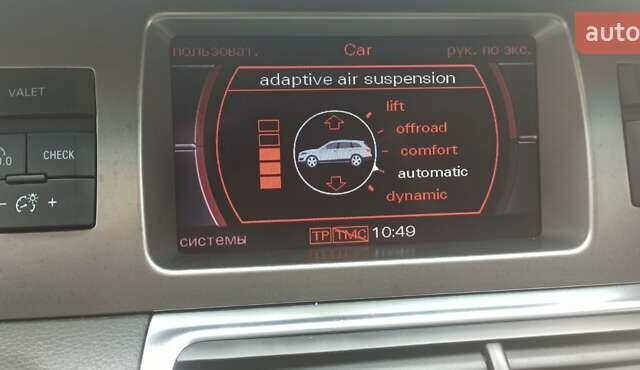 auto
пользоват. Car рук. по экс.
adaptive air suspension
VALET
lift
offroad
CHECK
comfort
automatic
dynamic
системы TP TMC 10:49